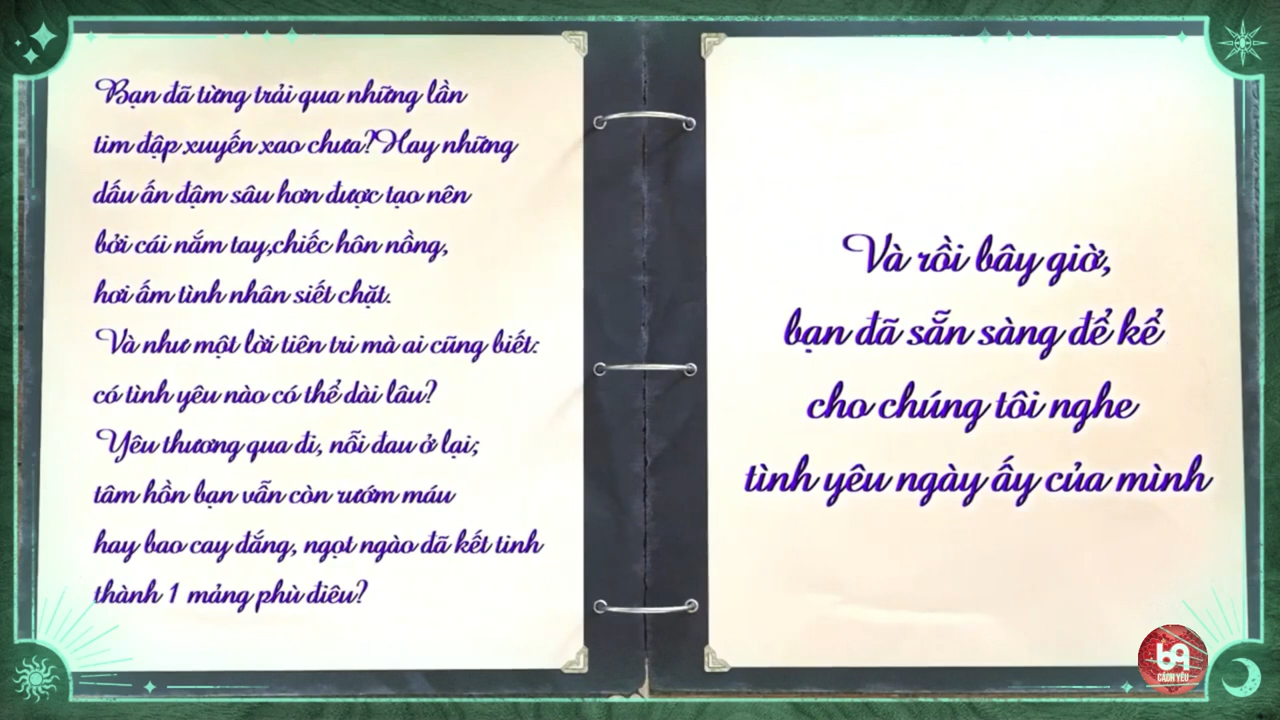 Bạn đã từng trải qua những lần
tim đập xuyến xao chưa?Hay những
dấu ấn đậm sâu hơn được tạo nên
bởi cái nắm tay,chiếc hôn nồng,
hơi ấm tình nhân siết chặt.
Và như một lời tiên tri mà ai cũng biết:
có tình yêu nào có thể dài lâu?
Yêu thương qua đi, nỗi đau ở lại;
tâm hồn bạn vẫn còn rướm máu
hay bao cay đắng, ngọt ngào đã kết tinh
thành 1 mảng phù điêu?
Và rồi bây giờ,
bạn đã sẵn sàng để kể
cho chúng tôi nghe
tình yêu ngày ấy của mình
69
CÁCH YÊU